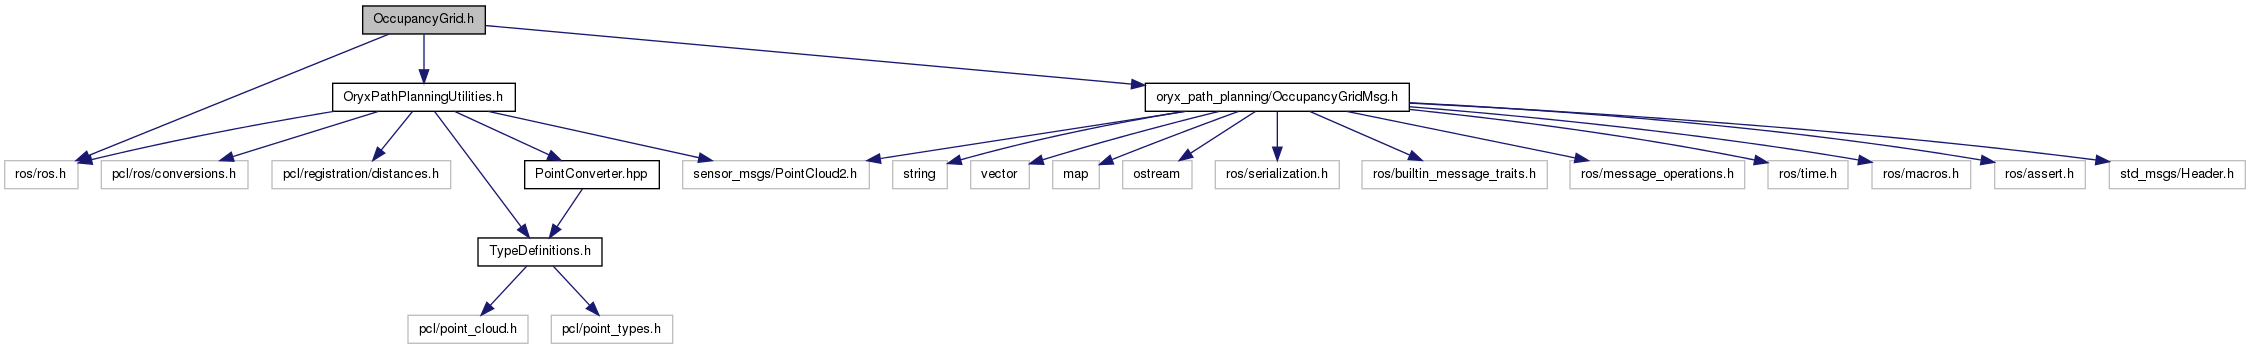 OccupancyGrid.h
OryxPathPlanningUtilities.h
oryx_path_planning/OccupancyGridMsg.h
ros/ros.h
pcl/ros/conversions.h
pcl/registration/distances.h
PointConverter.hpp
sensor_msgs/PointCloud2.h
string
vector
map
ostream
ros/serialization.h
ros/builtin_message_traits.h
ros/message_operations.h
ros/time.h
ros/macros.h
ros/assert.h
std_msgs/Header.h
TypeDefinitions.h
pcl/point_cloud.h
pcl/point_types.h